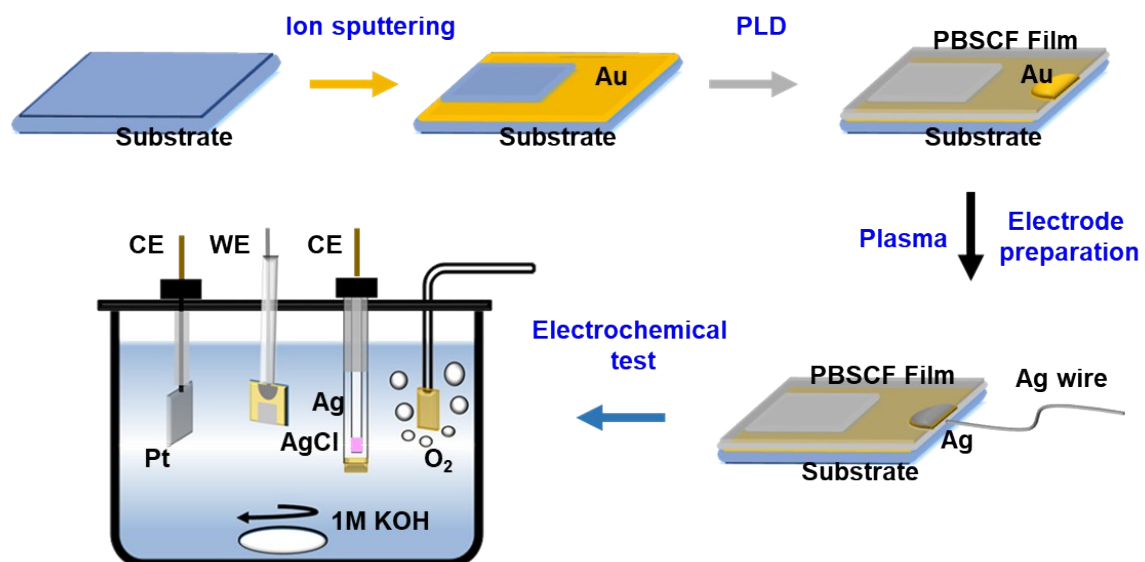 Ion sputtering
PLD
PBSCF Film
Au
Au
Substrate
Substrate
Substrate
Plasma
Electrode
preparation
CE
WE
CE
Electrochemical
test
PBSCF Film
Ag wire
Ag
Substrate
Ag
AgCl
Pt
O₂
1M KOH